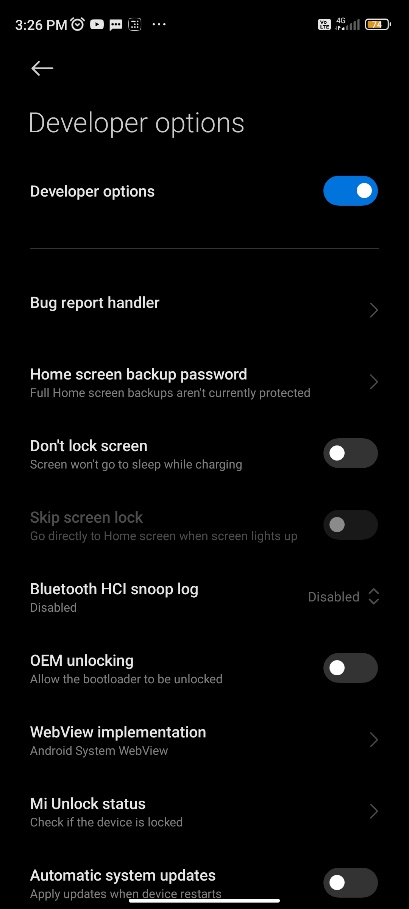 3:26 PM
Vo LTE 4G 74
Developer options
Developer options
Bug report handler
Home screen backup password
Full Home screen backups aren't currently protected
Don't lock screen
Screen won't go to sleep while charging
Skip screen lock
Go directly to Home screen when screen lights up
Bluetooth HCI snoop log
Disabled
Disabled
OEM unlocking
Allow the bootloader to be unlocked
WebView implementation
Android System WebView
Mi Unlock status
Check if the device is locked
Automatic system updates
Apply updates when device restarts